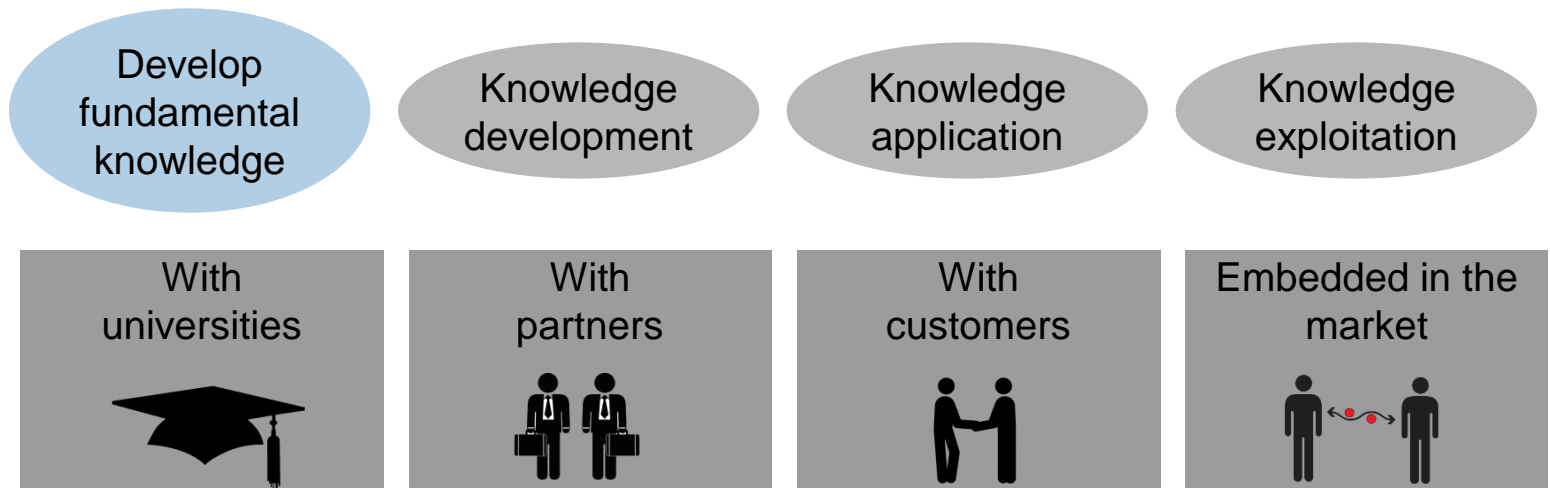 Develop
fundamental
knowledge
Knowledge
development
Knowledge
application
Knowledge
exploitation
With
universities
With
partners
With
customers
Embedded in the
market